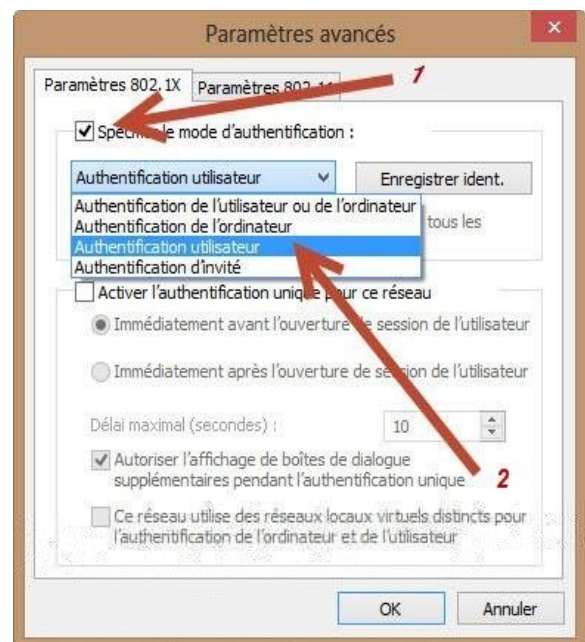 Paramètres avancés
Paramètres 802.1X Paramètres 802.11
1
Spécifier le mode d'authentification :
Authentification utilisateur
Enregistrer ident.
Authentification de l'utilisateur ou de l'ordinateur
Authentification de l'ordinateur
tous les
Authentification utilisateur
Authentification d'invité
Activer l'authentification unique pour ce réseau
Immédiatement avant l'ouverture de session de l'utilisateur
Immédiatement après l'ouverture de session de l'utilisateur
Délai maximal (secondes) :
10
Autoriser l'affichage de boîtes de dialogue
supplémentaires pendant l'authentification unique
2
Ce réseau utilise des réseaux locaux virtuels distincts pour
l'authentification de l'ordinateur et de l'utilisateur
OK
Annuler